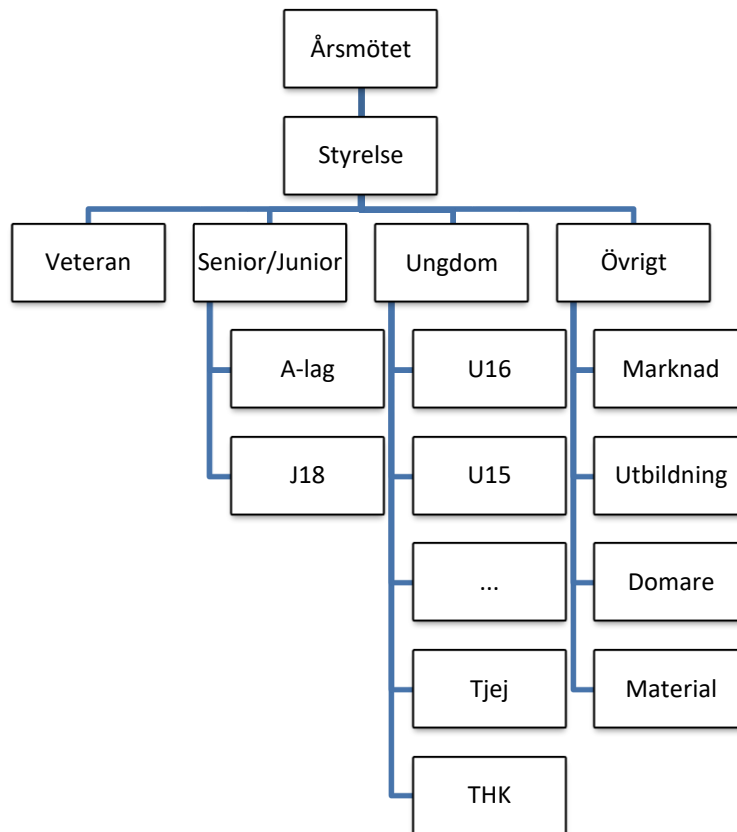 Årsmötet
Styrelse
Veteran
Senior/Junior
Ungdom
Övrigt
A-lag
J18
U16
U15
...
Tjej
THK
Marknad
Utbildning
Domare
Material